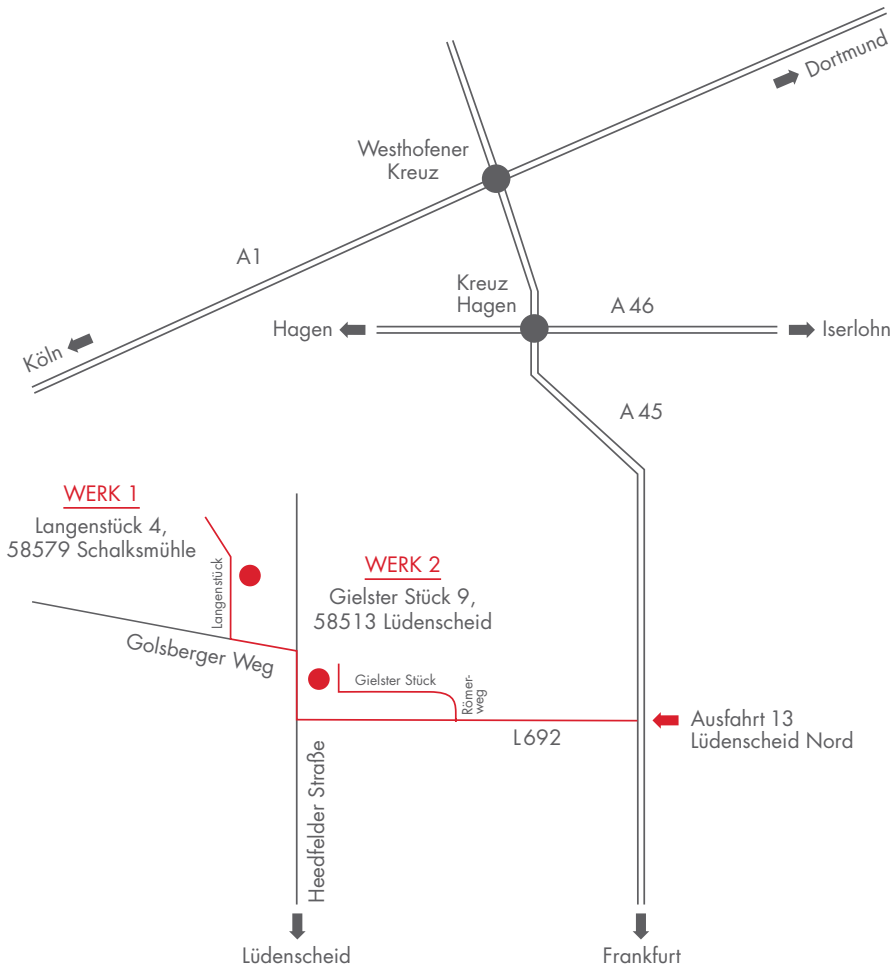 Dortmund
Westhofener
Kreuz
A1
Kreuz
Hagen
A 46
Hagen
Iserlohn
Köln
A 45
WERK 1
Langenstück 4,
58579 Schalksmühle
Langenstück
WERK 2
Gielster Stück 9,
58513 Lüdenscheid
Golsberger Weg
Gielster Stück
Römer-
weg
Ausfahrt 13
Lüdenscheid Nord
L692
Heedfelder Straße
Lüdenscheid
Frankfurt